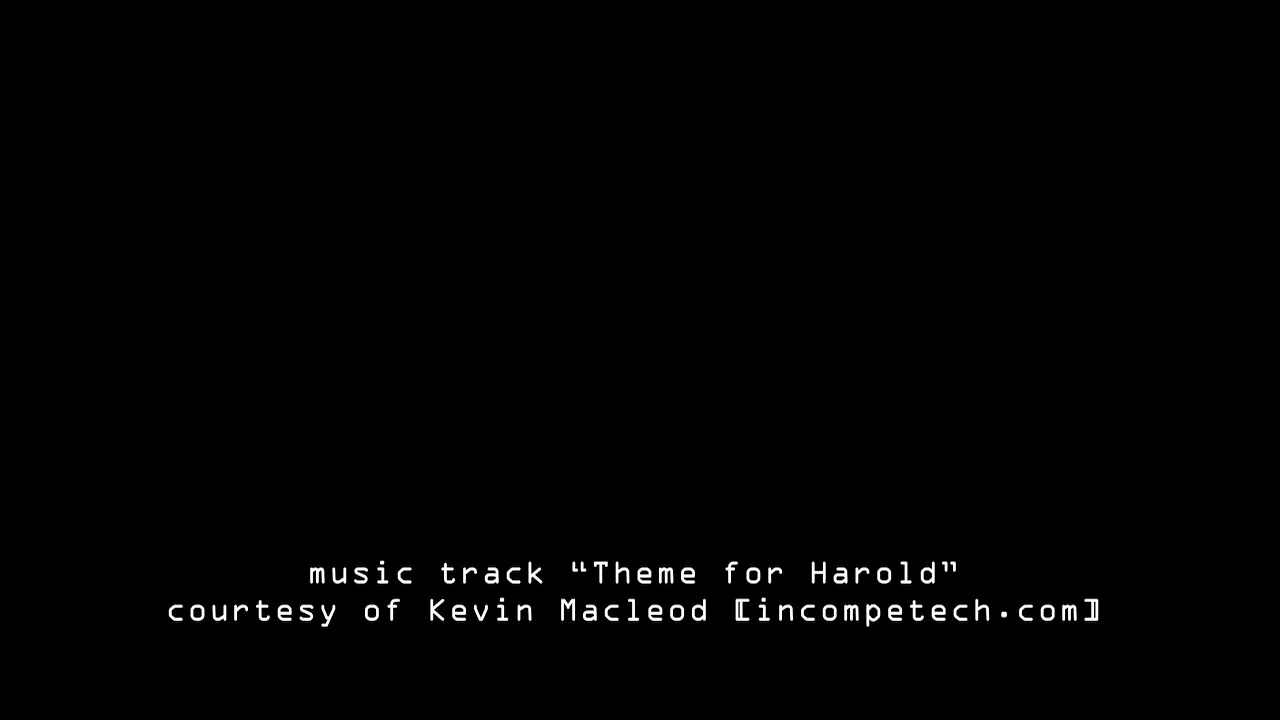 music track “Theme for Harold”
courtesy of Kevin Macleod [incompetech.com]